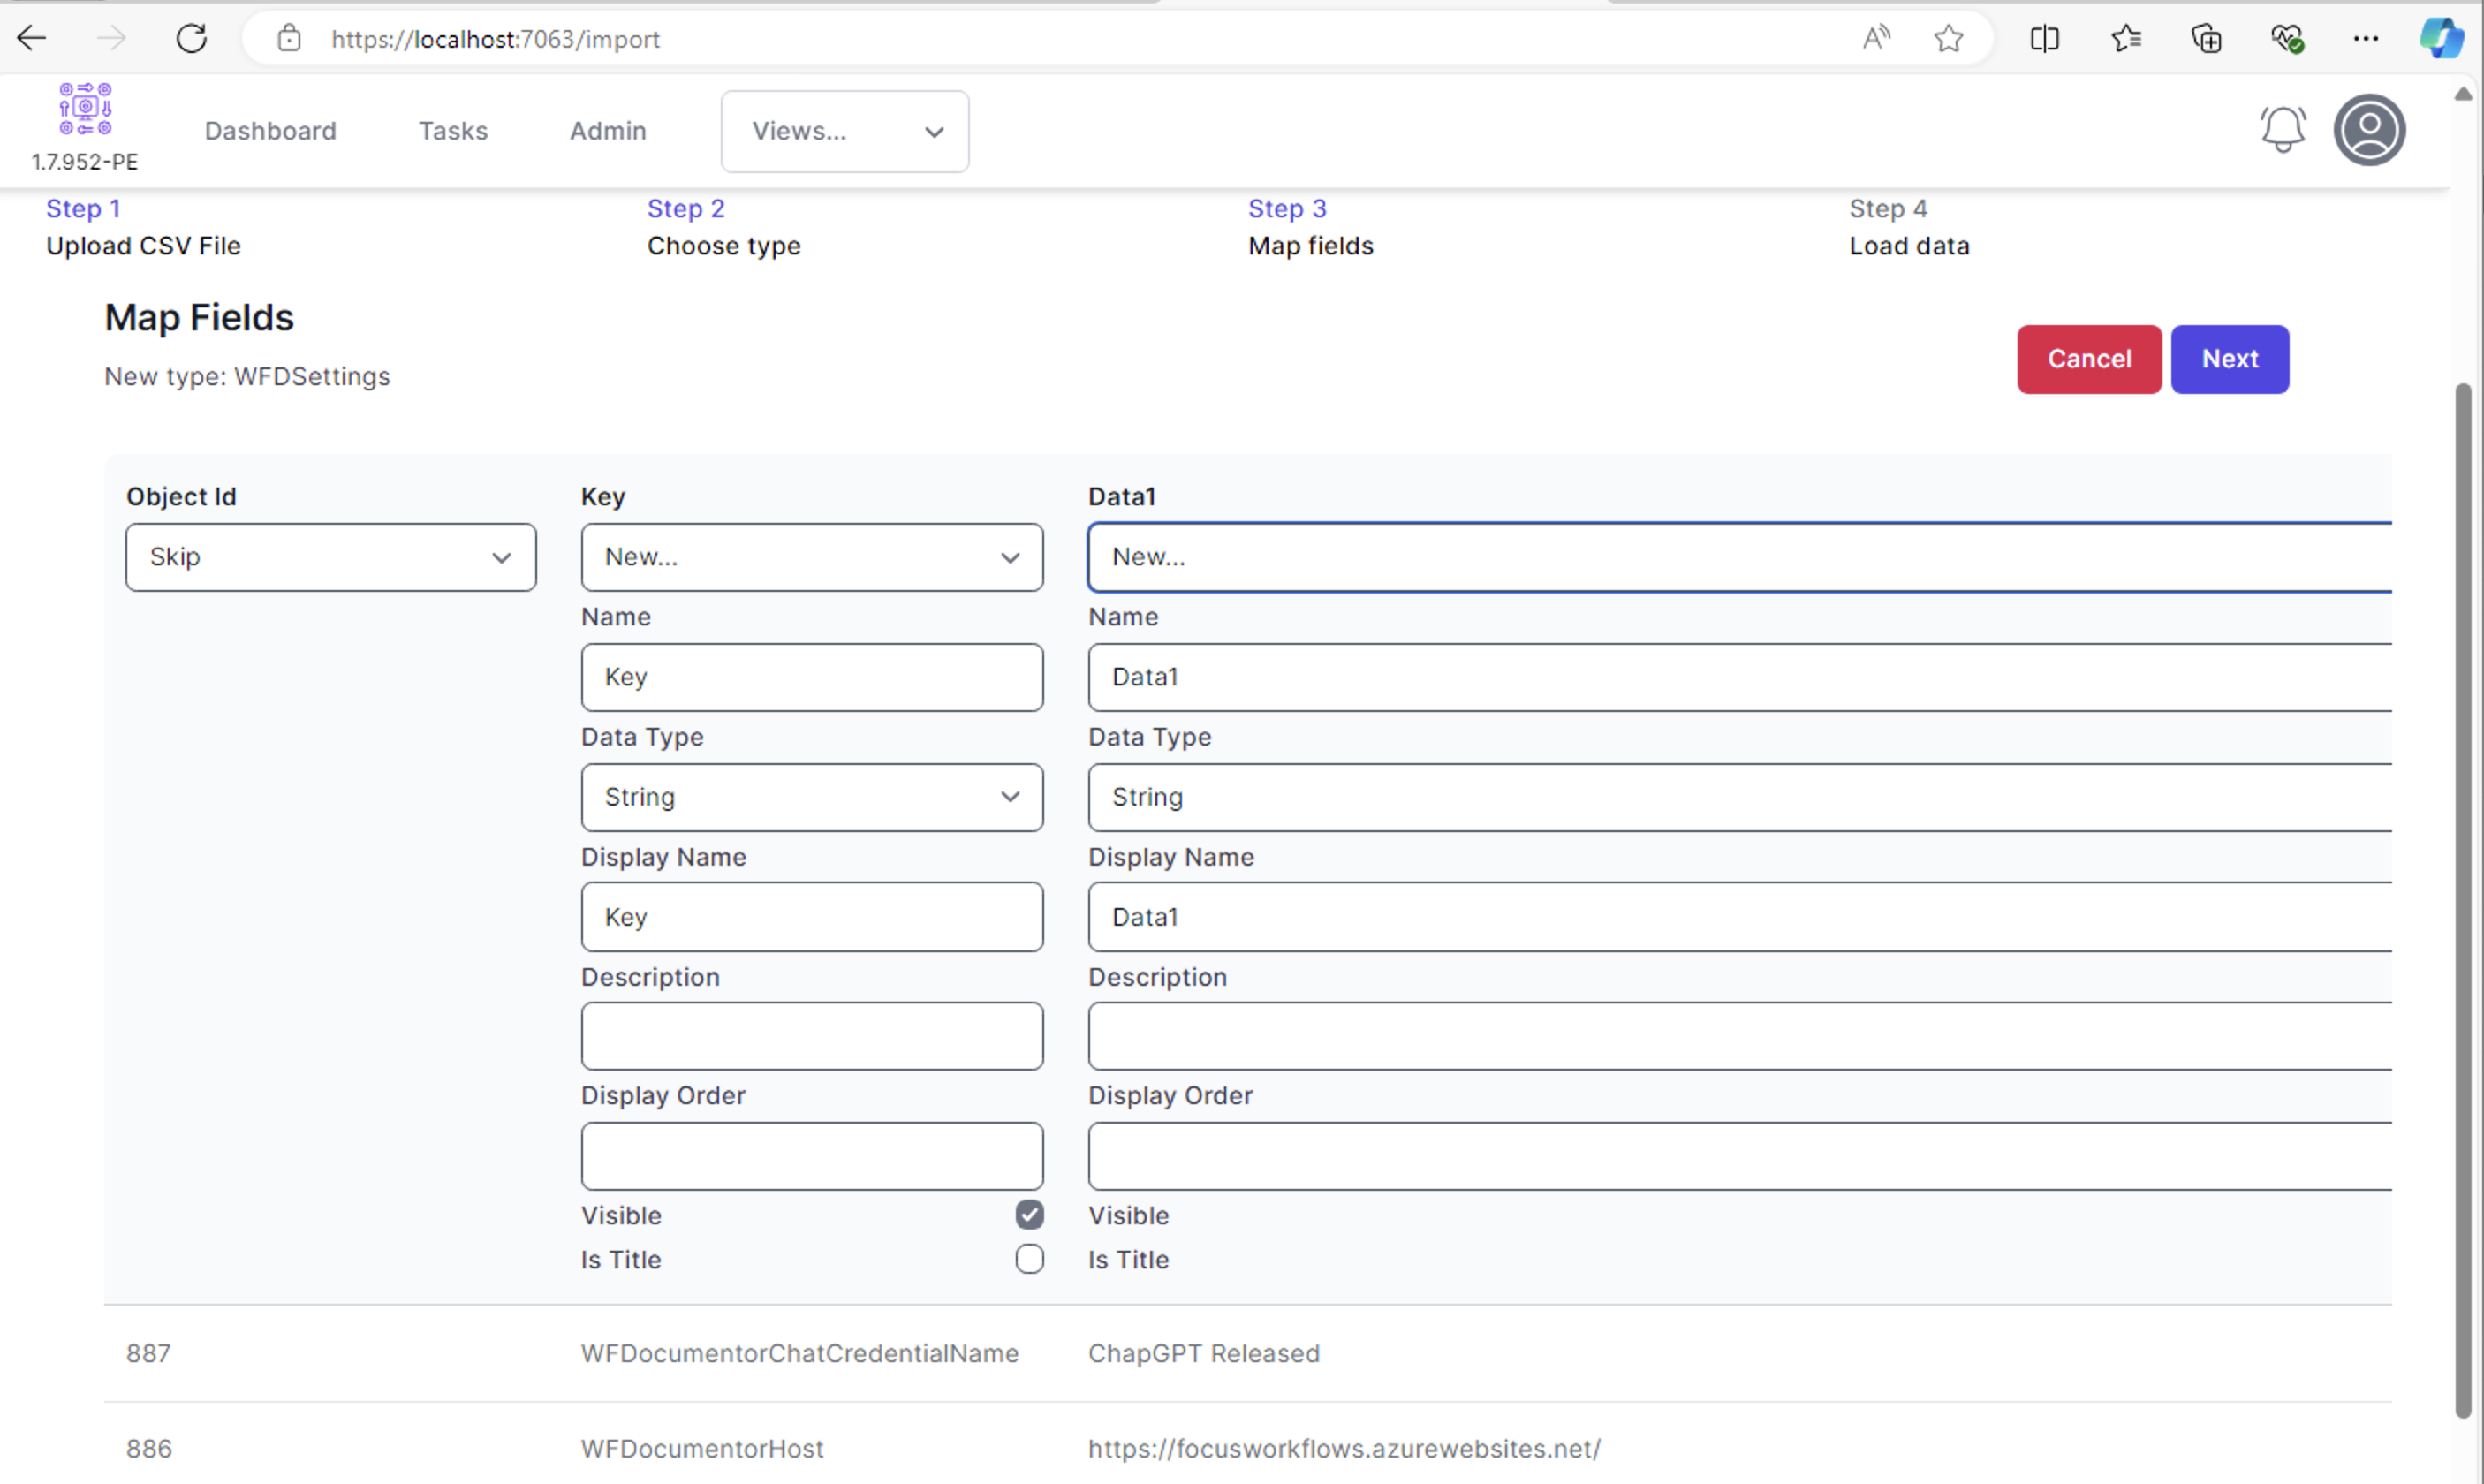 https://localhost:7063/import
1.7.952-PE
Dashboard Tasks Admin Views...
Step 1 Step 2 Step 3 Step 4
Upload CSV File Choose type Map fields Load data
Map Fields
New type: WFDSettings
Cancel Next
Object Id Key Data1
Skip New... New...
Name Name
Key Data1
Data Type Data Type
String String
Display Name Display Name
Key Data1
Description Description
Display Order Display Order
Visible Visible
Is Title Is Title
887 WFDocumentorChatCredentialName ChapGPT Released
886 WFDocumentorHost https://focusworkflows.azurewebsites.net/